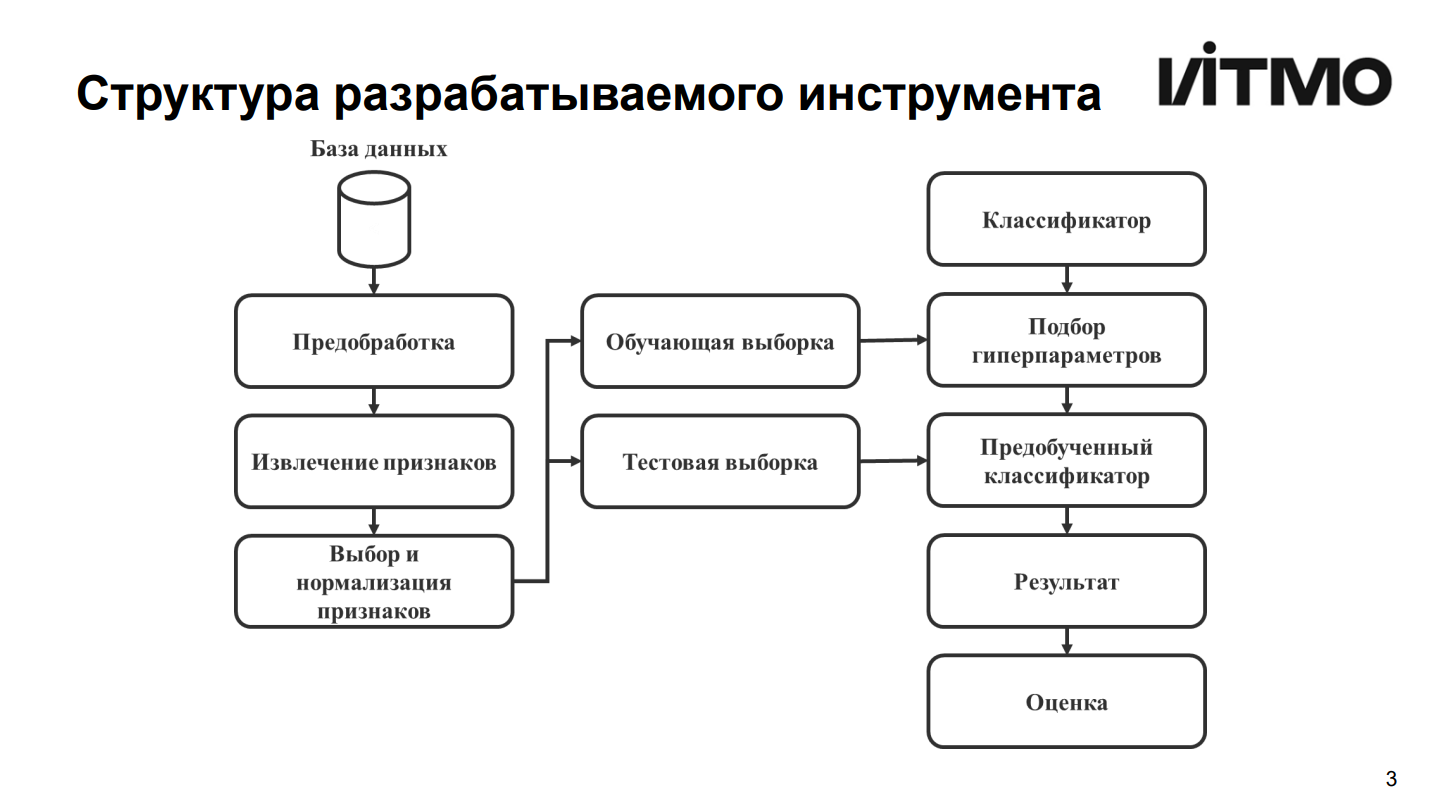 Структура разрабатываемого инструмента
ИТМО
База данных
Предобработка
Извлечение признаков
Выбор и
нормализация
признаков
Обучающая выборка
Тестовая выборка
Классификатор
Подбор
гиперпараметров
Предобученный
классификатор
Результат
Оценка
3